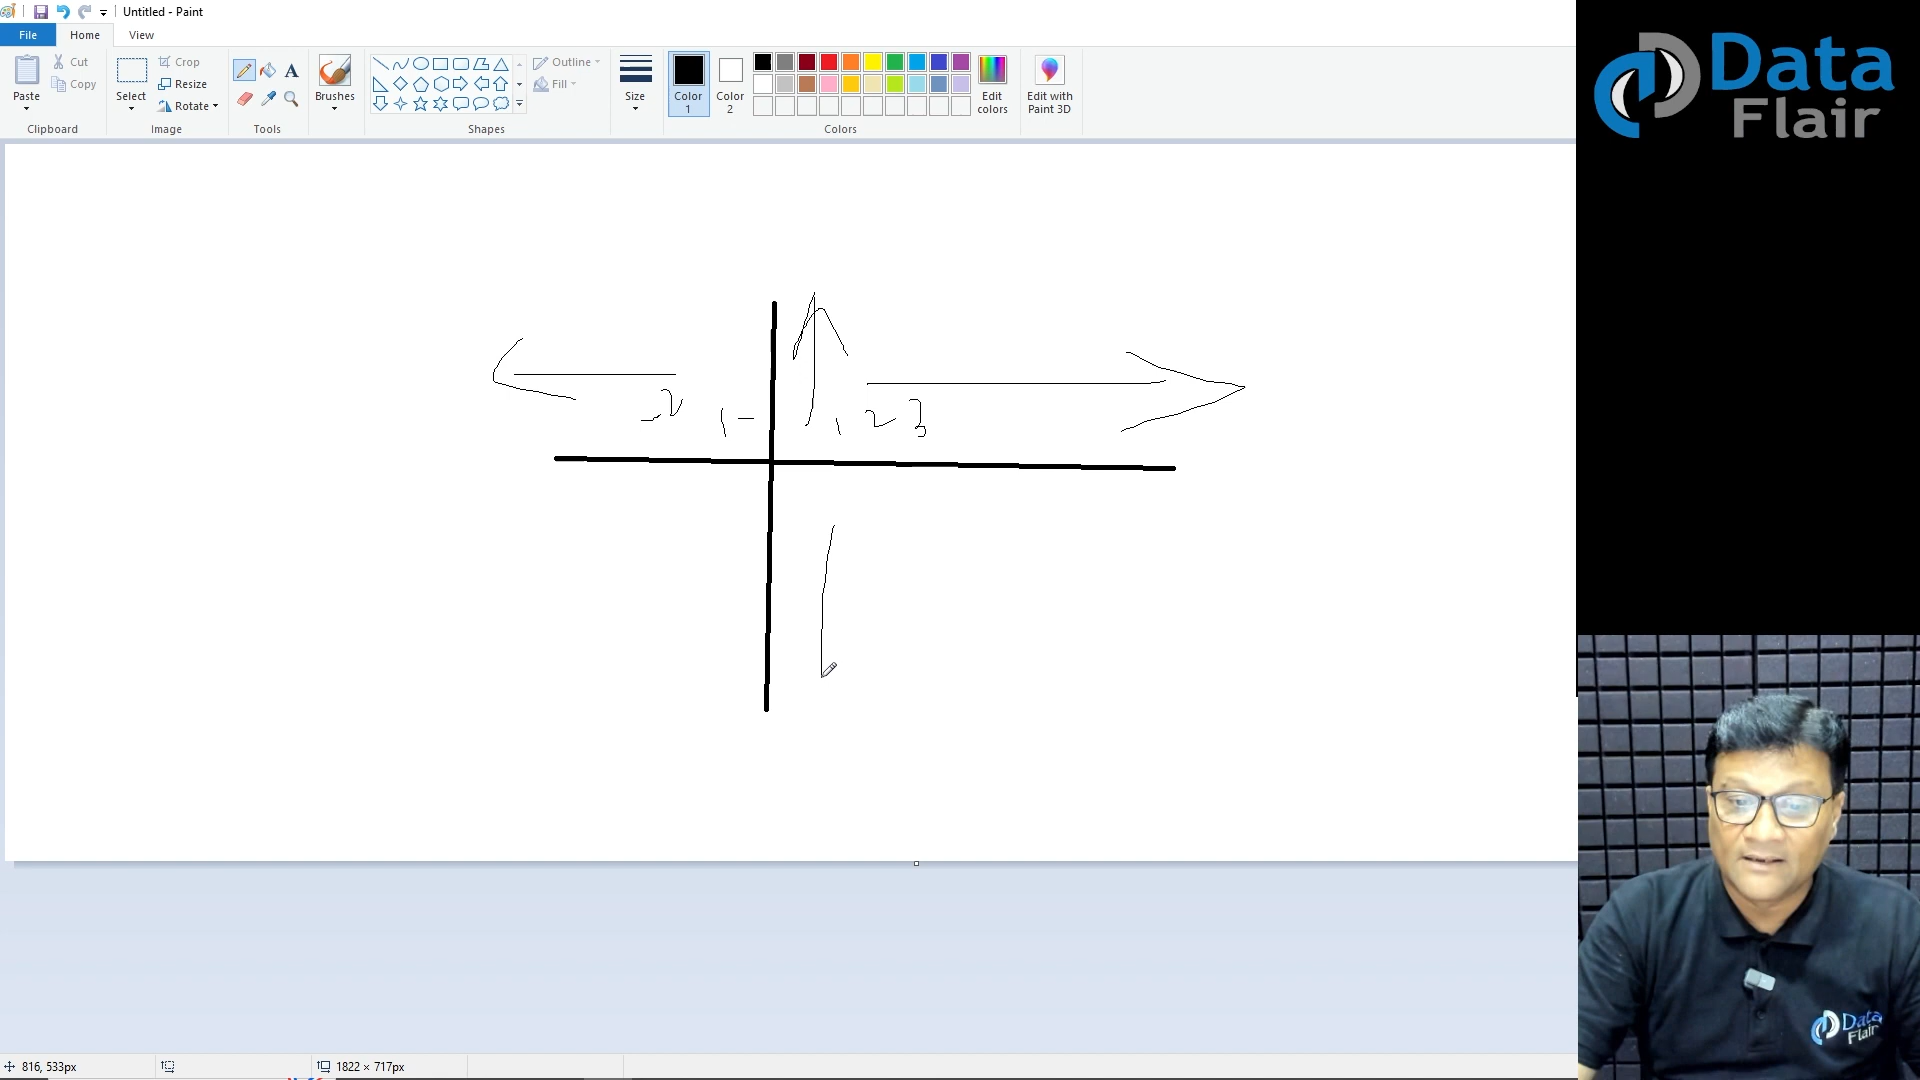 Untitled - Paint
File Home View
Paste
Cut
Copy
Clipboard
Select
Crop
Resize
Rotate
Image
Tools
Brushes
Outline
Fill
Shapes
Size
Color 1
Color 2
Edit colors
Colors
Edit with Paint 3D
-2 1- 1 2 3
816, 533px
1822 × 717px
Data
Flair
Data
Flair